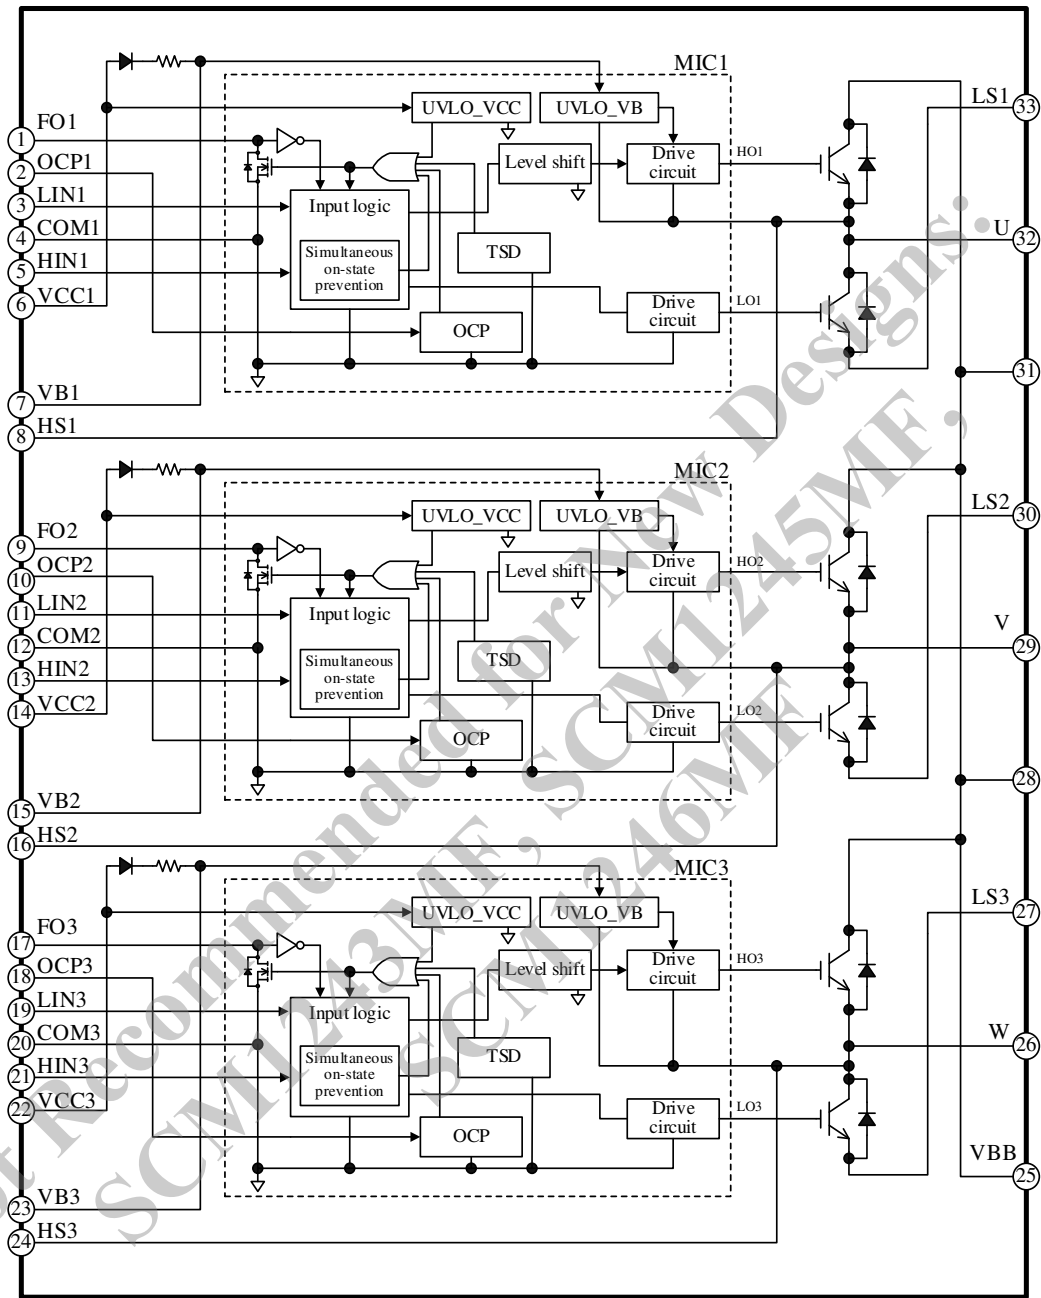 MIC1
UVLO_VCC
UVLO_VB
LS1
33
1
FO1
2
OCP1
Level shift
Drive
circuit
HO1
3
LIN1
Input logic
4
COM1
U
32
5
HIN1
Simultaneous
on-state
prevention
TSD
6
VCC1
Drive
circuit
LO1
OCP
31
7
VB1
8
HS1
MIC2
UVLO_VCC
UVLO_VB
LS2
30
9
FO2
10
OCP2
Level shift
Drive
circuit
HO2
11
LIN2
Input logic
12
COM2
V
29
13
HIN2
Simultaneous
on-state
prevention
TSD
14
VCC2
Drive
circuit
LO2
OCP
28
15
VB2
16
HS2
MIC3
UVLO_VCC
UVLO_VB
LS3
27
17
FO3
18
OCP3
Level shift
Drive
circuit
HO3
19
LIN3
Input logic
20
COM3
W
26
21
HIN3
Simultaneous
on-state
prevention
TSD
22
VCC3
Drive
circuit
LO3
OCP
VBB
25
23
VB3
24
HS3
Recommended for New Designs:
SCM1243MF, SCM1245MF,
SCM1246MF